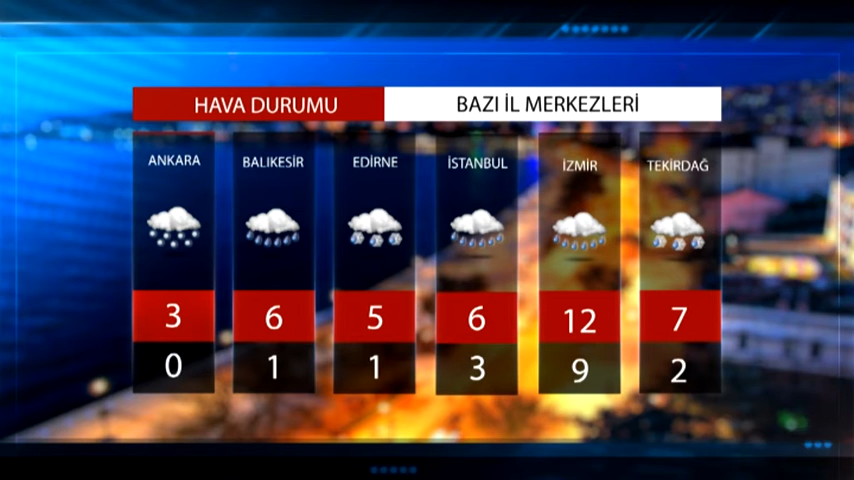 HAVA DURUMU BAZI İL MERKEZLERİ
ANKARA BALIKESİR EDİRNE İSTANBUL İZMİR TEKİRDAĞ
3 6 5 6 12 7
0 1 1 3 9 2